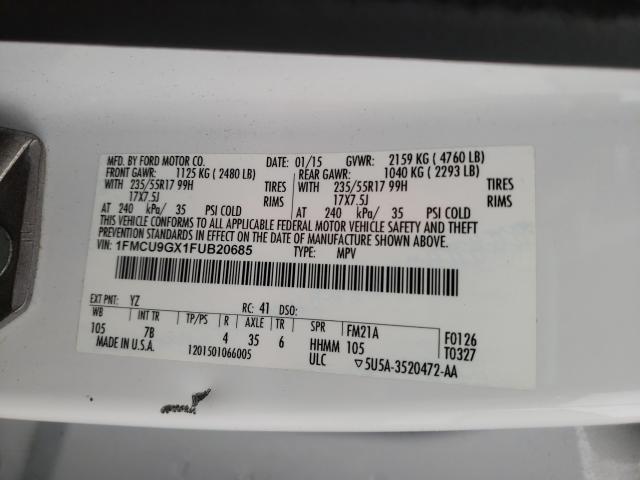 MFD. BY FORD MOTOR CO. 01/15 GVWR: 2159 KG ( 4760 LB)
FRONT GAWR: 1125 KG ( 2480 LB) REAR GAWR: 1040 KG ( 2293 LB)
WITH 235/55R17 99H TIRES WITH 235/55R17 99H TIRES
17X7.5J RIMS 17X7.5J RIMS
AT 240 kPa/ 35 PSI COLD AT 240 kPa/ 35 PSI COLD
THIS VEHICLE CONFORMS TO ALL APPLICABLE FEDERAL MOTOR VEHICLE SAFETY AND THEFT
PREVENTION STANDARDS IN EFFECT ON THE DATE OF MANUFACTURE SHOWN ABOVE.
VIN: 1FMCU9GX1FUB20685 TYPE: MPV
EXT PNT: YZ RC: 41 DSO:
WB INT TR TP/PS R AXLE TR SPR FM21A F0126
105 7B 4 35 6 HHMM 105 T0327
MADE IN U.S.A. 1201501066005 ULC ▽5U5A-3520472-AA